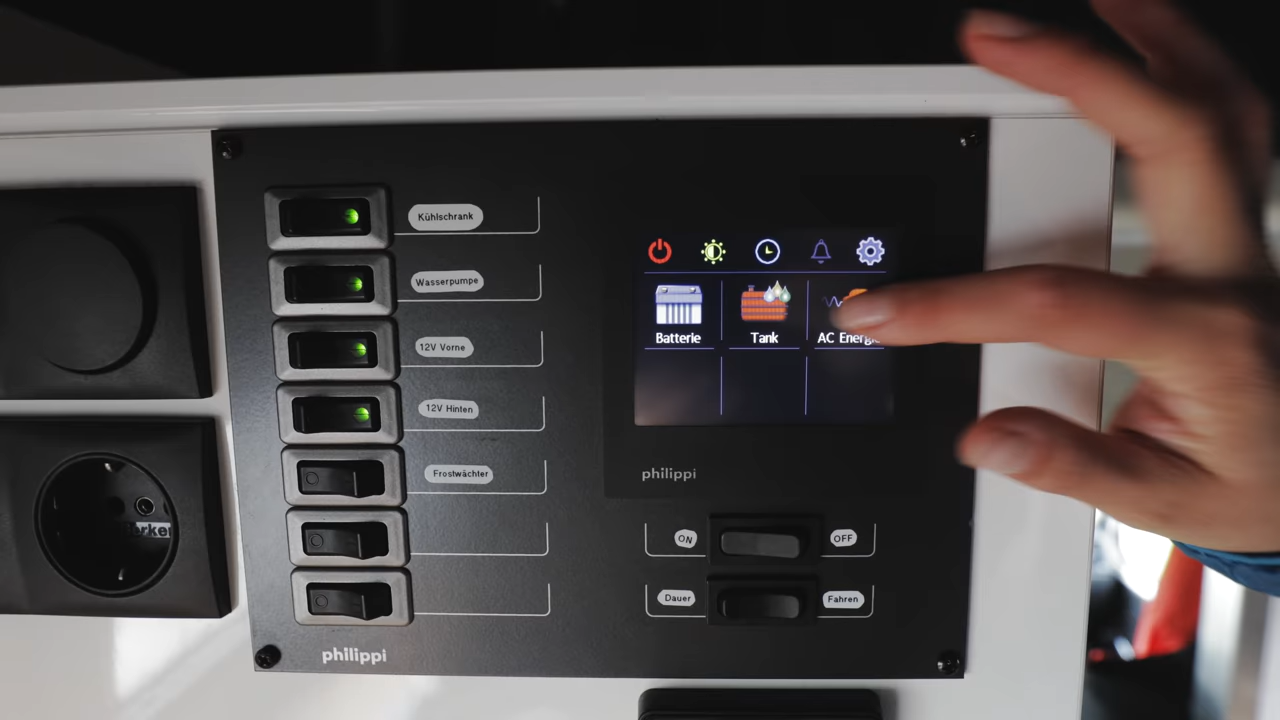 Kühlschrank
Wasserpumpe
12V Vorne
12V Hinten
Frostwächter
philippi
Batterie
Tank
AC Energie
philippi
ON
OFF
Dauer
Fahren